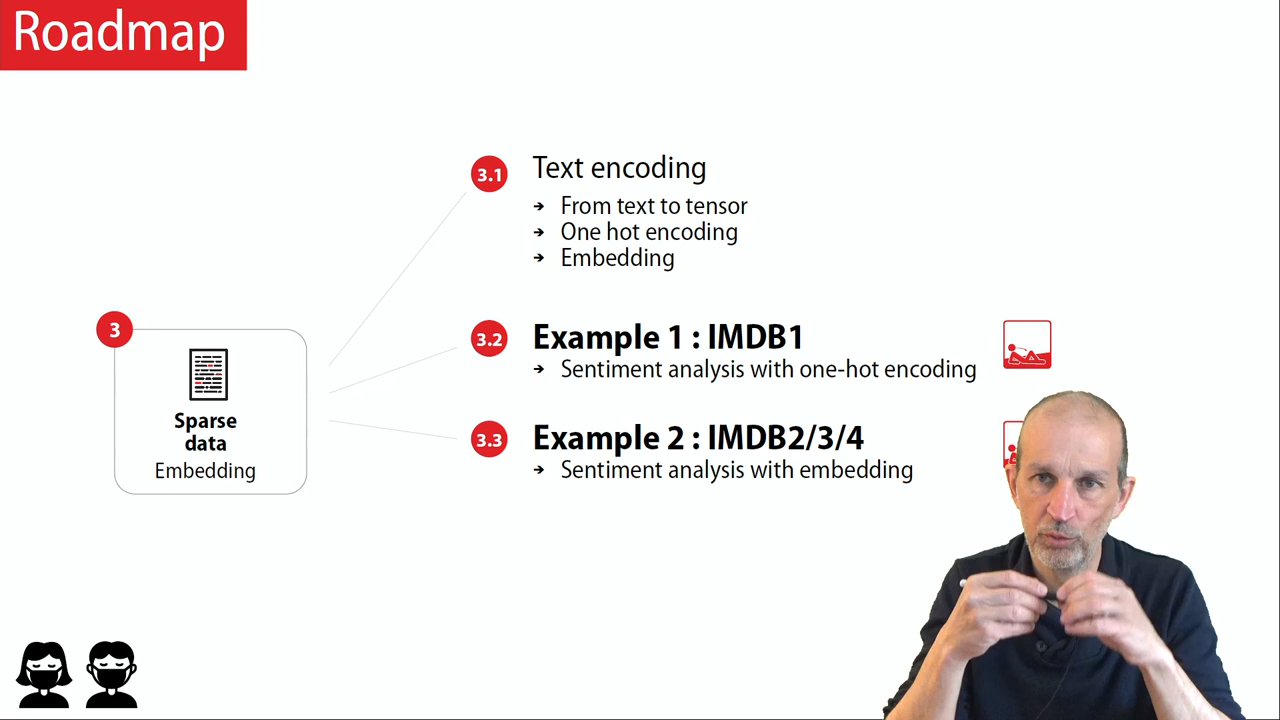 Roadmap
3.1
Text encoding
➔ From text to tensor
➔ One hot encoding
➔ Embedding
3
Sparse
data
Embedding
3.2
Example 1 : IMDB1
➔ Sentiment analysis with one-hot encoding
3.3
Example 2 : IMDB2/3/4
➔ Sentiment analysis with embedding